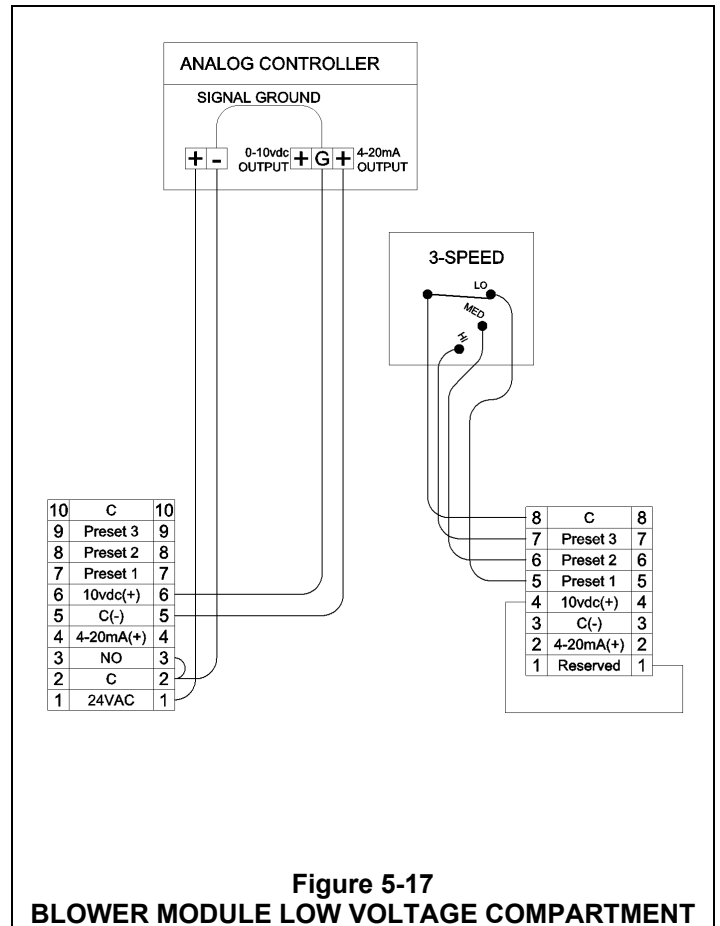 ANALOG CONTROLLER
SIGNAL GROUND
+ - 0-10vdc OUTPUT + G + 4-20mA OUTPUT
3-SPEED
LO
MED
HI
10 C 10
9 Preset 3 9
8 Preset 2 8
7 Preset 1 7
6 10vdc(+) 6
5 C(-) 5
4 4-20mA(+) 4
3 NO 3
2 C 2
1 24VAC 1
8 C 8
7 Preset 3 7
6 Preset 2 6
5 Preset 1 5
4 10vdc(+) 4
3 C(-) 3
2 4-20mA(+) 2
1 Reserved 1
Figure 5-17
BLOWER MODULE LOW VOLTAGE COMPARTMENT